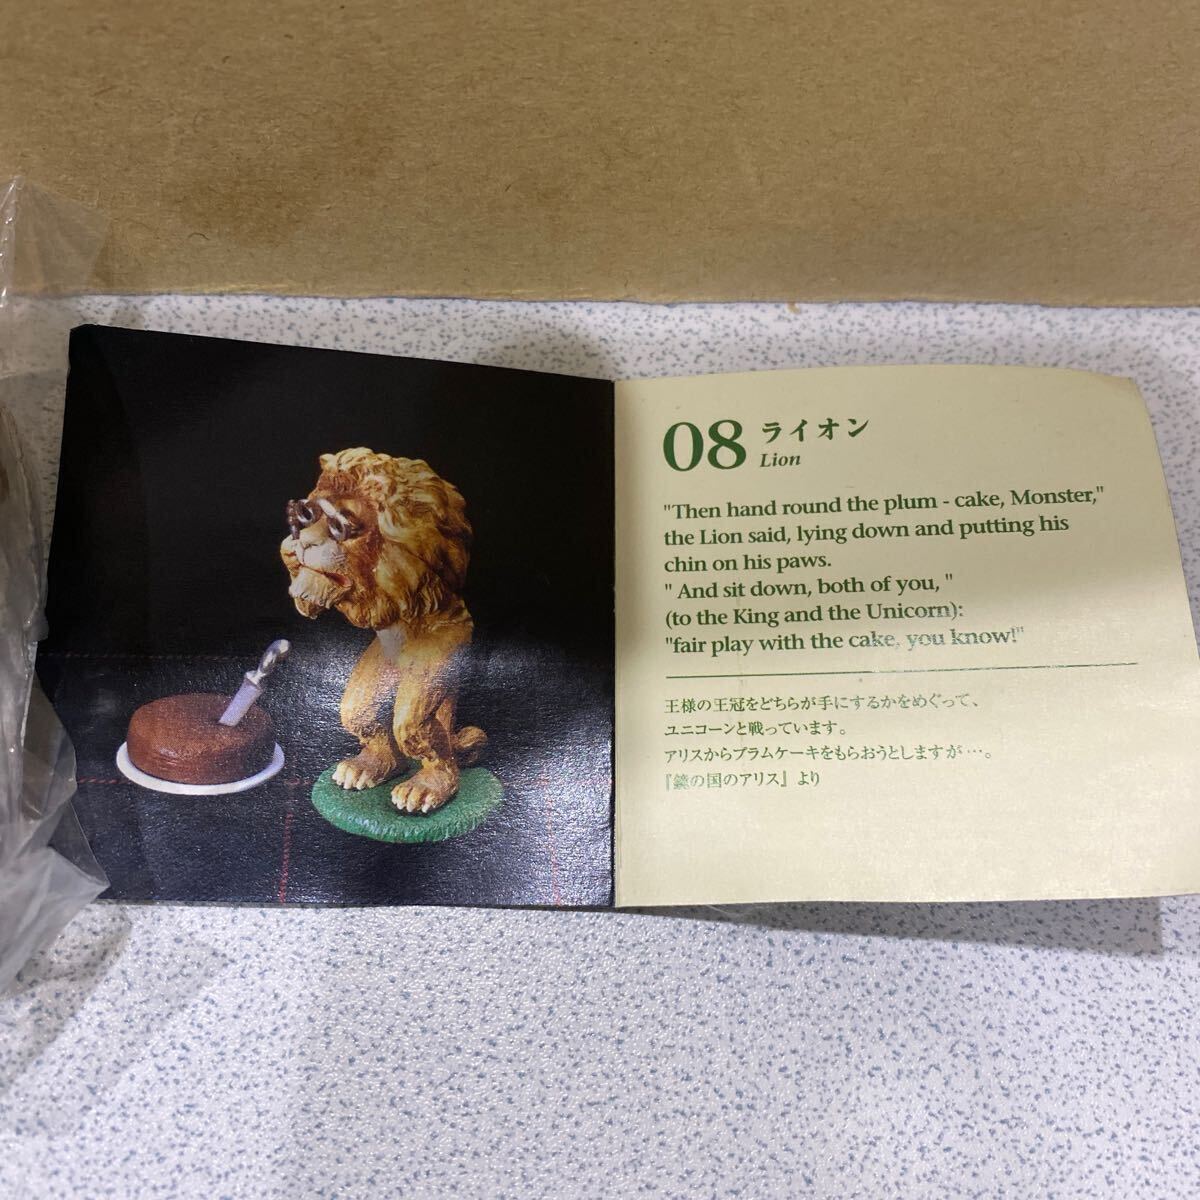 08 ライオン
Lion
"Then hand round the plum - cake, Monster,"
the Lion said, lying down and putting his
chin on his paws.
" And sit down, both of you, "
(to the King and the Unicorn):
"fair play with the cake, you know!"
王様の王冠をどちらが手にするかをめぐって、
ユニコーンと戦っています。
アリスからプラムケーキをもらおうとしますが…。
『鏡の国のアリス』より